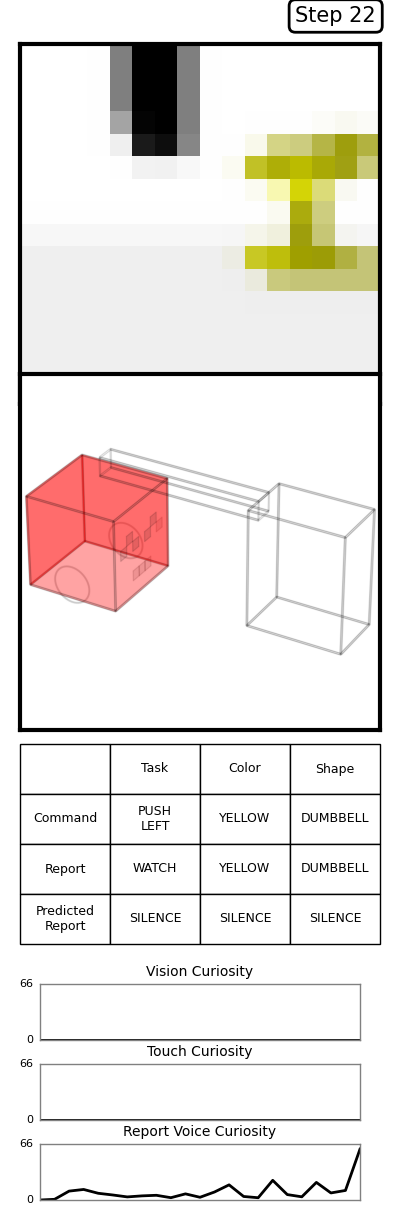 Step 22
Task Color Shape
Command PUSH LEFT YELLOW DUMBBELL
Report WATCH YELLOW DUMBBELL
Predicted Report SILENCE SILENCE SILENCE
Vision Curiosity
66
0
Touch Curiosity
66
0
Report Voice Curiosity
66
0